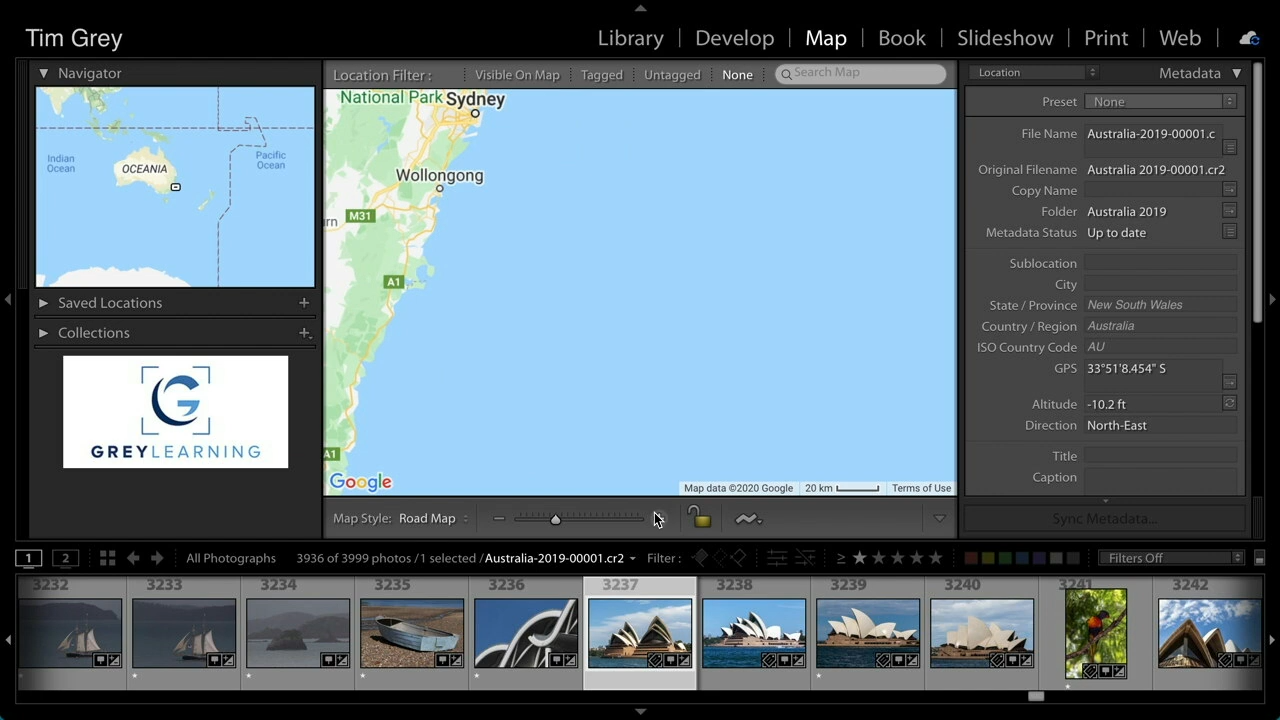 Tim Grey
Library | Develop | Map | Book | Slideshow | Print | Web
Navigator
Indian
Ocean
OCEANIA
Pacific
Ocean
Saved Locations
Collections
GREYLEARNING
Location Filter : Visible On Map Tagged Untagged None Search Map
National Park
Sydney
Wollongong
M31
A1
A1
Google
Map data ©2020 Google 20 km Terms of Use
Map Style: Road Map
Location Metadata
Preset None
File Name Australia-2019-00001.c
Original Filename Australia 2019-00001.cr2
Copy Name
Folder Australia 2019
Metadata Status Up to date
Sublocation
City
State / Province New South Wales
Country / Region Australia
ISO Country Code AU
GPS 33°51'8.454" S
Altitude -10.2 ft
Direction North-East
Title
Caption
Sync Metadata...
1 2 All Photographs 3936 of 3999 photos /1 selected /Australia-2019-00001.cr2 Filter : Filters Off
3232 3233 3234 3235 3236 3237 3238 3239 3240 3241 3242